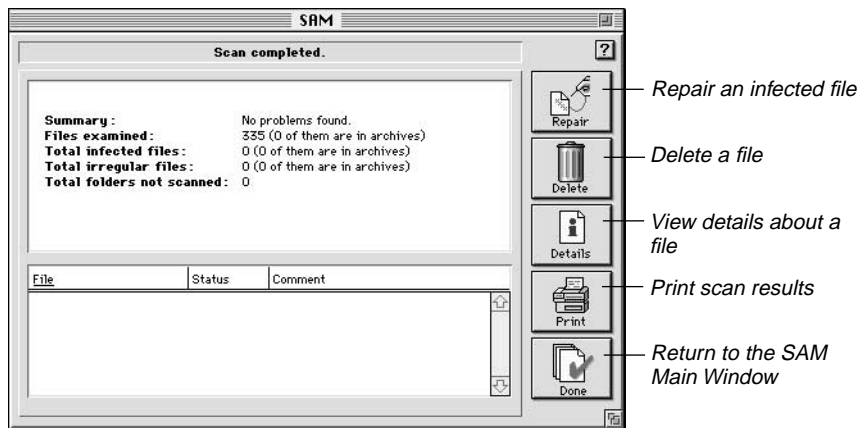 SAM
Scan completed.
?
Summary: No problems found.
Files examined: 335 (0 of them are in archives)
Total infected files: 0 (0 of them are in archives)
Total irregular files: 0 (0 of them are in archives)
Total folders not scanned: 0
File Status Comment
Repair
Delete
Details
Print
Done
Repair an infected file
Delete a file
View details about a
file
Print scan results
Return to the SAM
Main Window